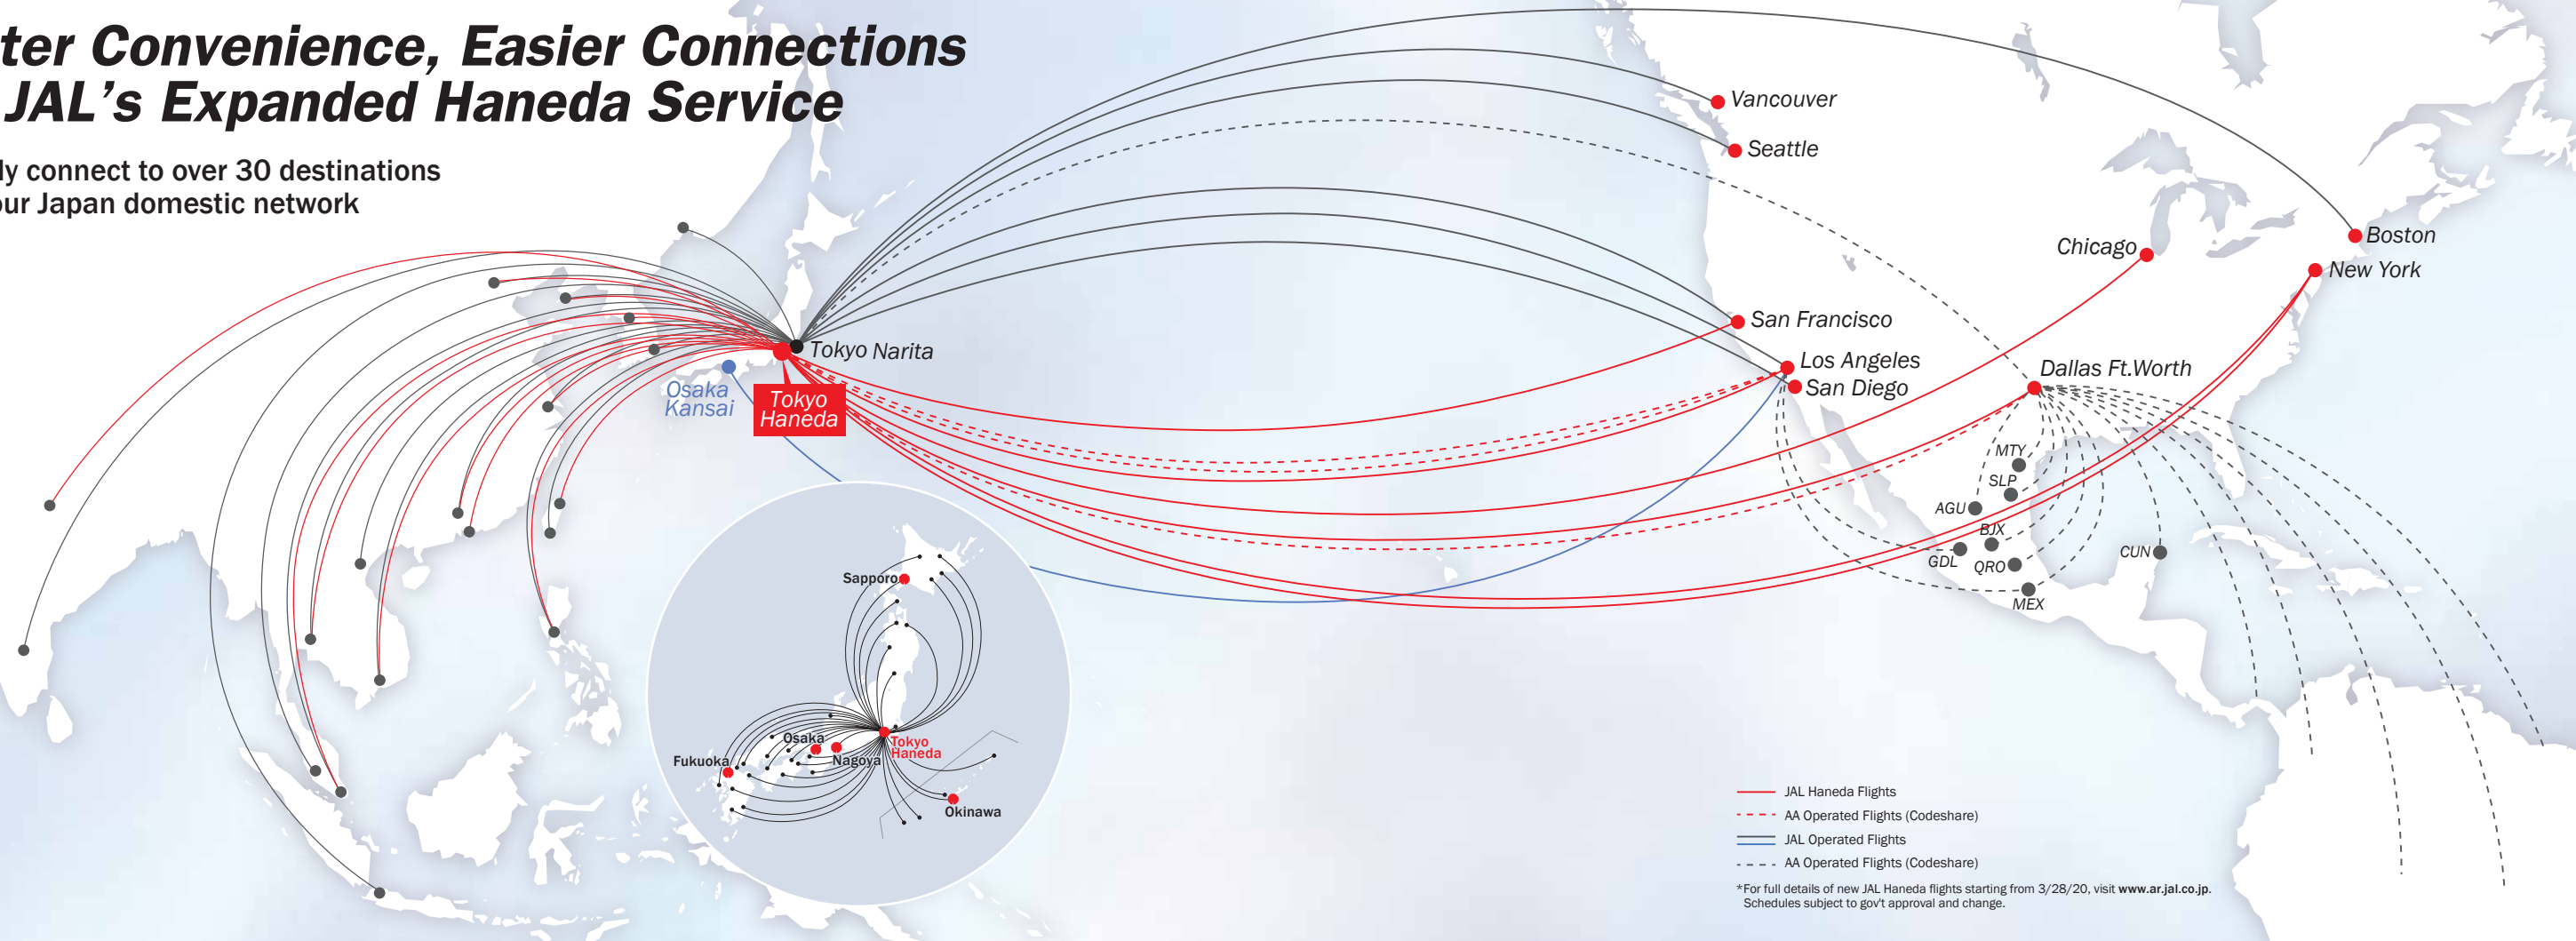 ter Convenience, Easier Connections
JAL's Expanded Haneda Service
ly connect to over 30 destinations
our Japan domestic network
Vancouver
Seattle
Boston
Chicago
New York
San Francisco
Tokyo Narita
Los Angeles
Dallas Ft.Worth
San Diego
Osaka
Kansai
Tokyo
Haneda
MTY
SLP
AGU
BJX
GDL
QRO
CUN
MEX
Sapporo
Osaka
Tokyo
Haneda
Nagoya
Fukuoka
Okinawa
JAL Haneda Flights
AA Operated Flights (Codeshare)
JAL Operated Flights
AA Operated Flights (Codeshare)
*For full details of new JAL Haneda flights starting from 3/28/20, visit www.ar.jal.co.jp.
Schedules subject to gov't approval and change.